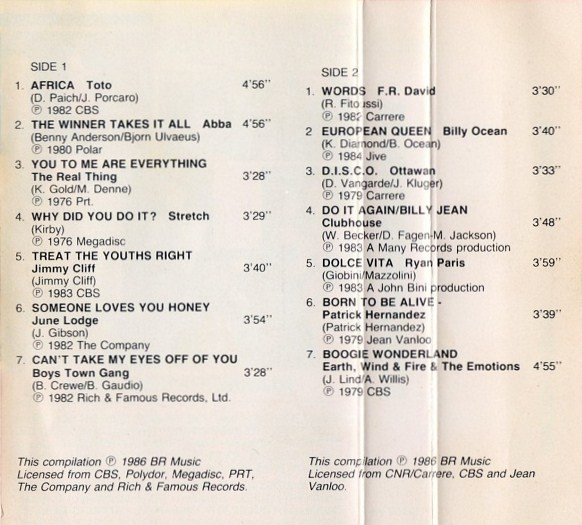 SIDE 1
1. AFRICA Toto 4'56"
(D. Paich/J. Porcaro)
℗ 1982 CBS
2. THE WINNER TAKES IT ALL Abba 4'56"
(Benny Anderson/Bjorn Ulvaeus)
℗ 1980 Polar
3. YOU TO ME ARE EVERYTHING
The Real Thing 3'28"
(K. Gold/M. Denne)
℗ 1976 Prt.
4. WHY DID YOU DO IT? Stretch 3'29"
(Kirby)
℗ 1976 Megadisc
5. TREAT THE YOUTHS RIGHT
Jimmy Cliff 3'40"
(Jimmy Cliff)
℗ 1983 CBS
6. SOMEONE LOVES YOU HONEY
June Lodge 3'54"
(J. Gibson)
℗ 1982 The Company
7. CAN'T TAKE MY EYES OFF OF YOU
Boys Town Gang 3'28"
(B. Crewe/B. Gaudio)
℗ 1982 Rich & Famous Records, Ltd.
This compilation ℗ 1986 BR Music
Licensed from CBS, Polydor, Megadisc, PRT,
The Company and Rich & Famous Records.
SIDE 2
1. WORDS F.R. David 3'30"
(R. Fitoussi)
℗ 1982 Carrere
2 EUROPEAN QUEEN Billy Ocean 3'40"
(K. Diamond/B. Ocean)
℗ 1984 Jive
3. D.I.S.C.O. Ottawan 3'33"
(D. Vangarde/J. Kluger)
℗ 1979 Carrere
4. DO IT AGAIN/BILLY JEAN
Clubhouse 3'48"
(W. Becker/D. Fagen-M. Jackson)
℗ 1983 A Many Records production
5. DOLCE VITA Ryan Paris 3'59"
(Giobini/Mazzolini)
℗ 1983 A John Bini production
6. BORN TO BE ALIVE -
Patrick Hernandez 3'39"
(Patrick Hernandez)
℗ 1979 Jean Vanloo
7. BOOGIE WONDERLAND
Earth, Wind & Fire & The Emotions 4'55"
(J. Lind/A. Willis)
℗ 1979 CBS
This compilation ℗ 1986 BR Music
Licensed from CNR/Carrere, CBS and Jean
Vanloo.